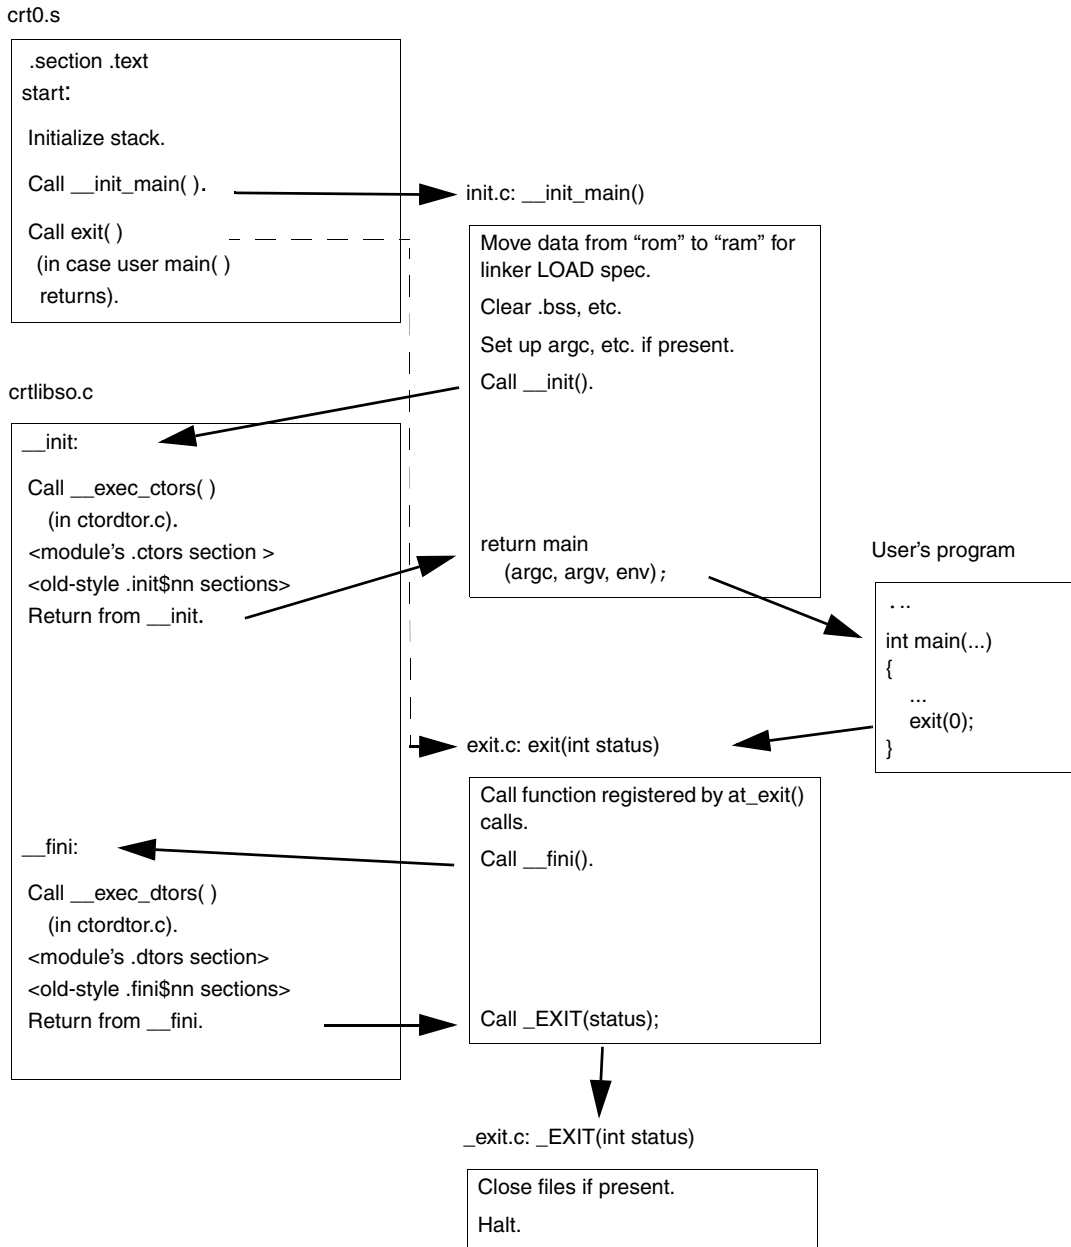 crt0.s
.section .text
start:
Initialize stack.
Call __init_main( ).
Call exit( )
(in case user main( )
returns).
init.c: __init_main()
Move data from “rom” to “ram” for
linker LOAD spec.
Clear .bss, etc.
Set up argc, etc. if present.
Call __init().
return main
(argc, argv, env);
crtlibso.c
__init:
Call __exec_ctors( )
(in ctordtor.c).
<module’s .ctors section >
<old-style .init$nn sections>
Return from __init.
User’s program
...
int main(...)
{
...
exit(0);
}
exit.c: exit(int status)
Call function registered by at_exit()
calls.
Call __fini().
Call _EXIT(status);
__fini:
Call __exec_dtors( )
(in ctordtor.c).
<module’s .dtors section>
<old-style .fini$nn sections>
Return from __fini.
_exit.c: _EXIT(int status)
Close files if present.
Halt.